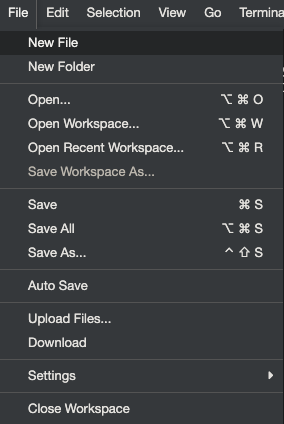 File Edit Selection View Go Termina
New File
New Folder
Open... ⌥ ⌘ O
Open Workspace... ⌥ ⌘ W
Open Recent Workspace... ⌥ ⌘ R
Save Workspace As...
Save ⌘ S
Save All ⌥ ⌘ S
Save As... ^ ⇧ S
Auto Save
Upload Files...
Download
Settings
Close Workspace